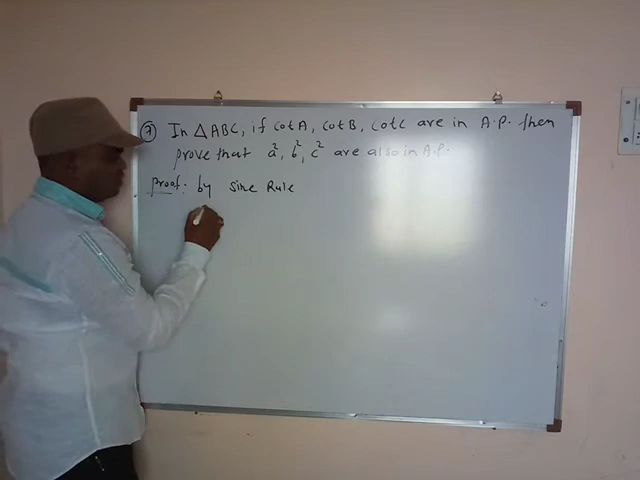 7) In △ABC, if cotA, cotB, cotC are in A.P. then
prove that a², b², c² are also in A.P.
Proof: by Sine Rule